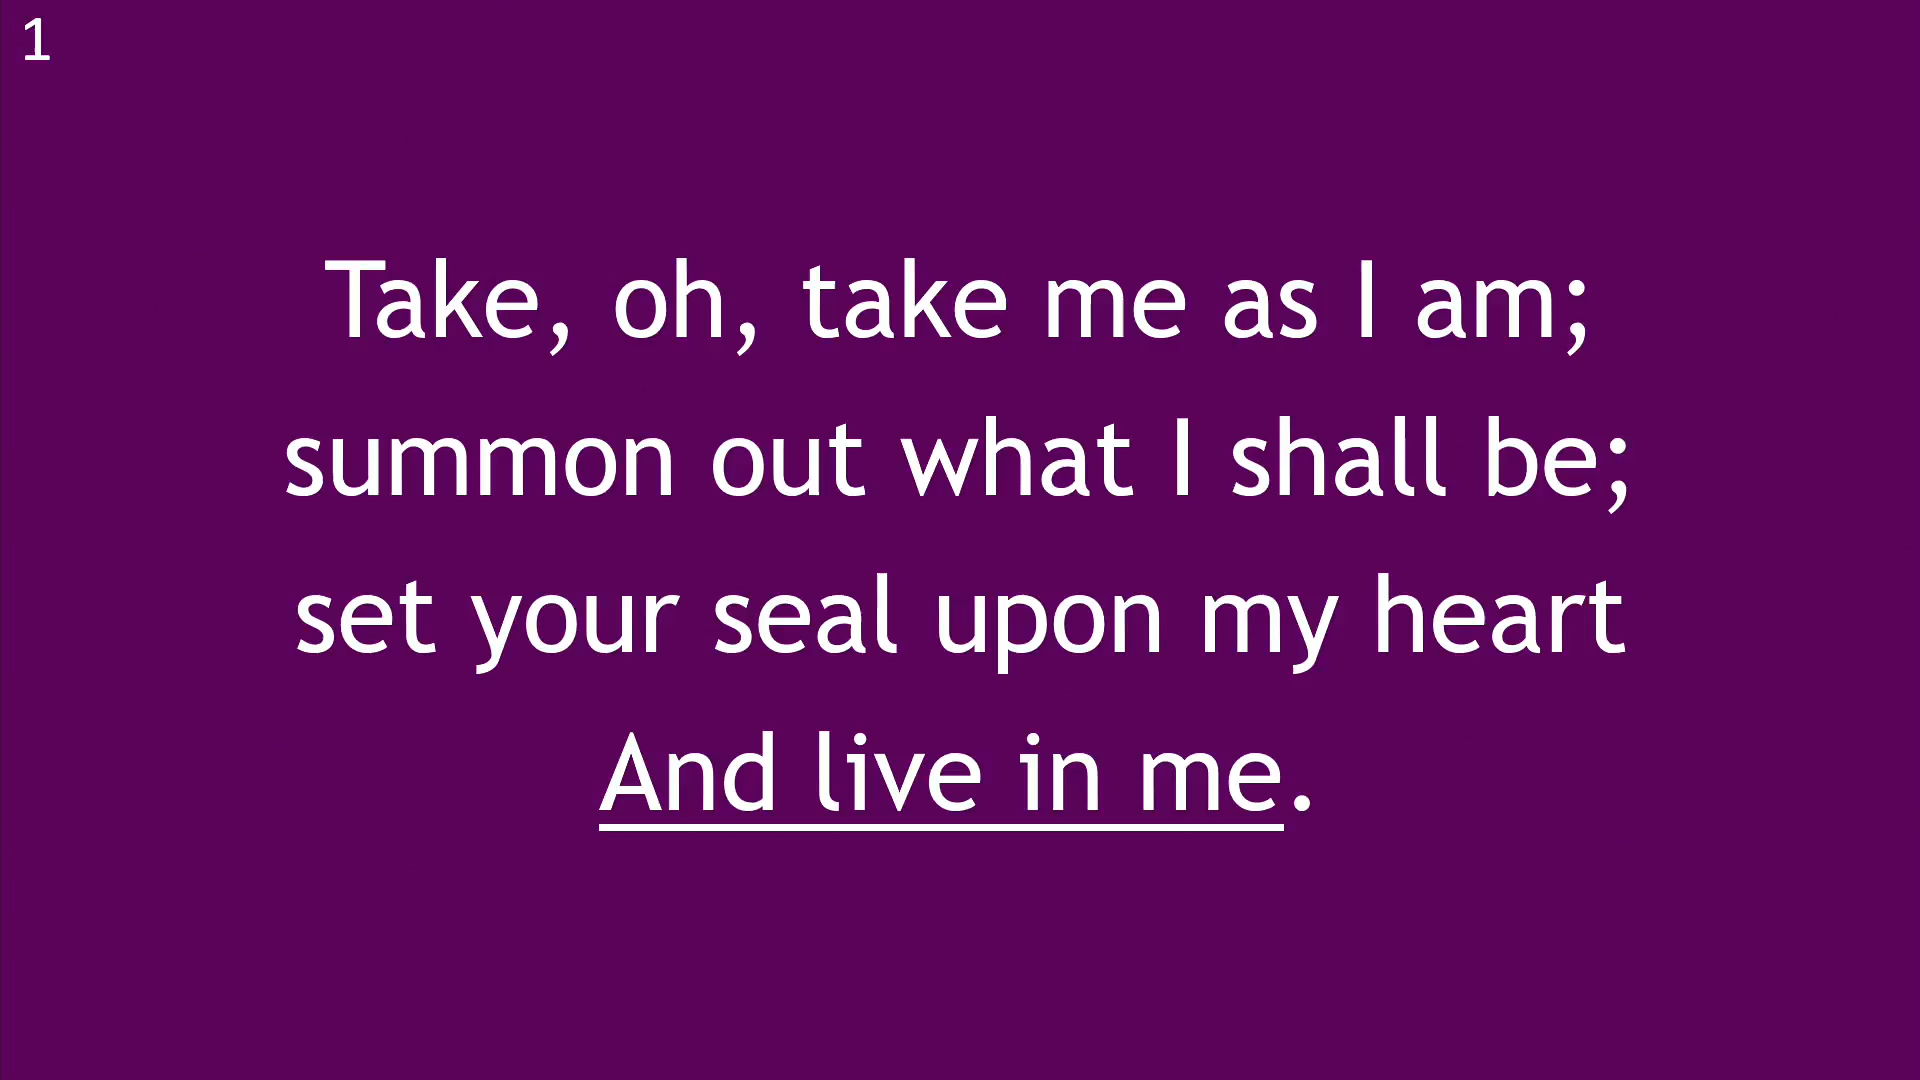 1
Take, oh, take me as I am;
summon out what I shall be;
set your seal upon my heart
And live in me.